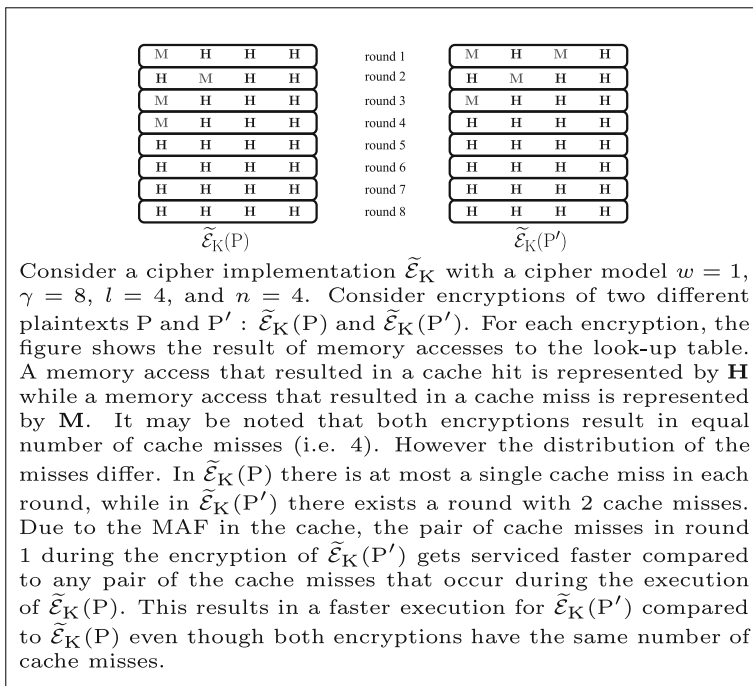 M H H H round 1 M H M H
H M H H round 2 H M H H
M H H H round 3 M H H H
M H H H round 4 H H H H
H H H H round 5 H H H H
H H H H round 6 H H H H
H H H H round 7 H H H H
H H H H round 8 H H H H
ℰ̃_K(P) ℰ̃_K(P′)
Consider a cipher implementation ℰ̃_K with a cipher model w = 1,
γ = 8, l = 4, and n = 4. Consider encryptions of two different
plaintexts P and P′ : ℰ̃_K(P) and ℰ̃_K(P′). For each encryption, the
figure shows the result of memory accesses to the look-up table.
A memory access that resulted in a cache hit is represented by H
while a memory access that resulted in a cache miss is represented
by M. It may be noted that both encryptions result in equal
number of cache misses (i.e. 4). However the distribution of the
misses differ. In ℰ̃_K(P) there is at most a single cache miss in each
round, while in ℰ̃_K(P′) there exists a round with 2 cache misses.
Due to the MAF in the cache, the pair of cache misses in round
1 during the encryption of ℰ̃_K(P′) gets serviced faster compared
to any pair of the cache misses that occur during the execution
of ℰ̃_K(P). This results in a faster execution for ℰ̃_K(P′) compared
to ℰ̃_K(P) even though both encryptions have the same number of
cache misses.